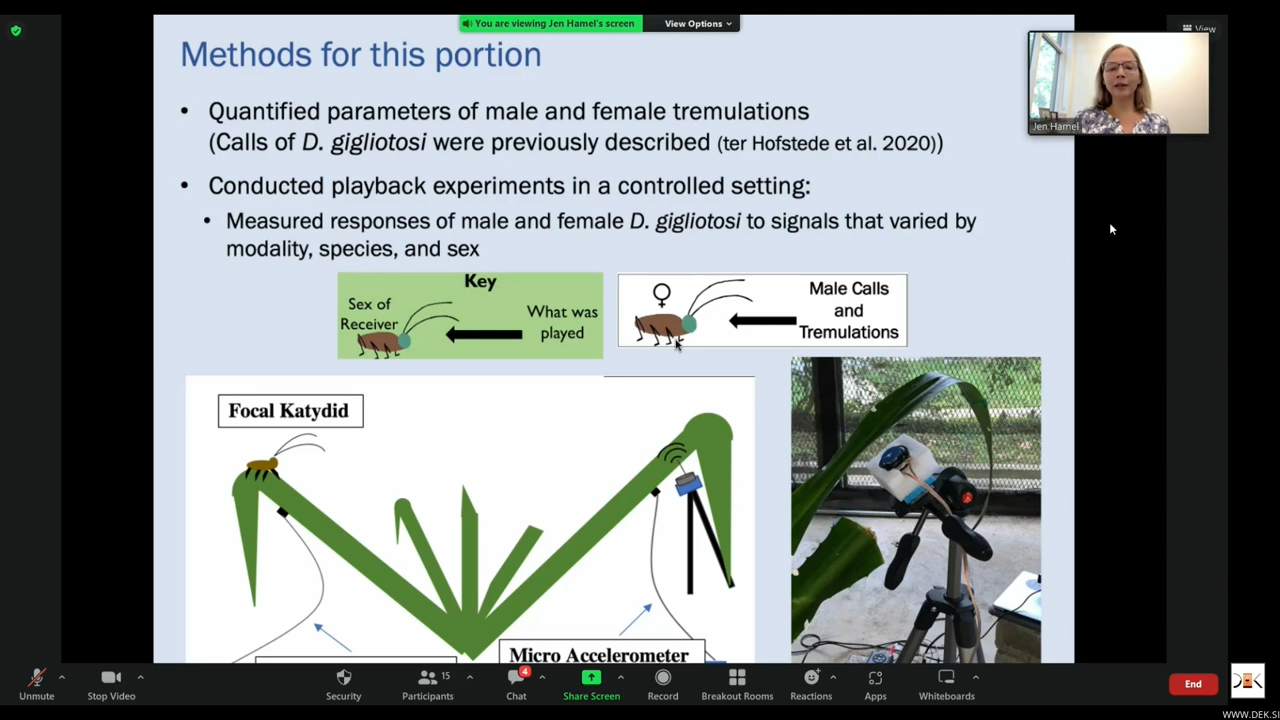 You are viewing Jen Hamel's screen
View Options
View
Methods for this portion
• Quantified parameters of male and female tremulations
(Calls of D. gigliotosi were previously described (ter Hofstede et al. 2020))
• Conducted playback experiments in a controlled setting:
• Measured responses of male and female D. gigliotosi to signals that varied by
modality, species, and sex
Jen Hamel
Key
Sex of
Receiver
What was
played
♀
Male Calls
and
Tremulations
Focal Katydid
Micro Accelerometer
Unmute
Stop Video
Security
Participants
15
Chat
4
Share Screen
Record
Breakout Rooms
Reactions
Apps
Whiteboards
End
WWW.DEK.SI